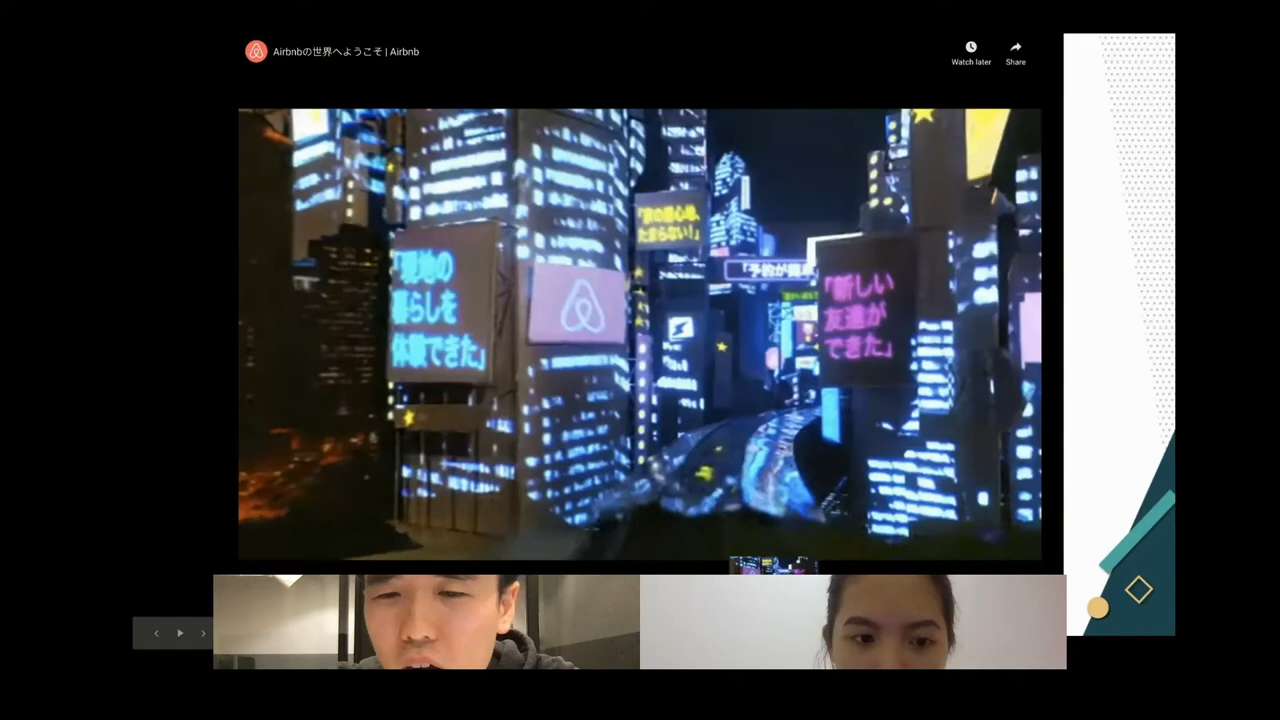 Airbnbの世界へようこそ | Airbnb
Watch later
Share
「現地の
暮らしを
体験できた」
「旅の居心地、
たまらない!」
「予約が簡単
「新しい
友達が
できた」